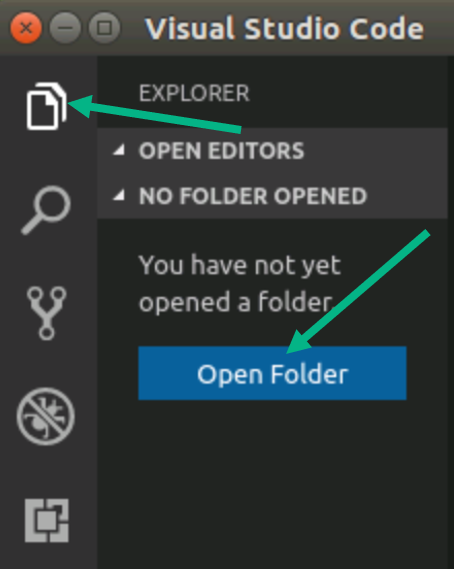 Visual Studio Code
EXPLORER
OPEN EDITORS
NO FOLDER OPENED
You have not yet
opened a folder
Open Folder